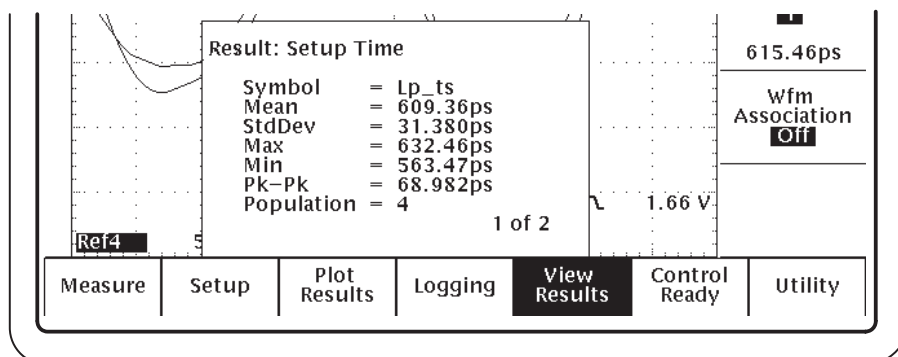 Result: Setup Time
Symbol = Lp_ts
Mean = 609.36ps
StdDev = 31.380ps
Max = 632.46ps
Min = 563.47ps
Pk-Pk = 68.982ps
Population = 4
1 of 2
615.46ps
Wfm
Association
Off
1.66 V
Ref4 5
Measure
Setup
Plot
Results
Logging
View
Results
Control
Ready
Utility